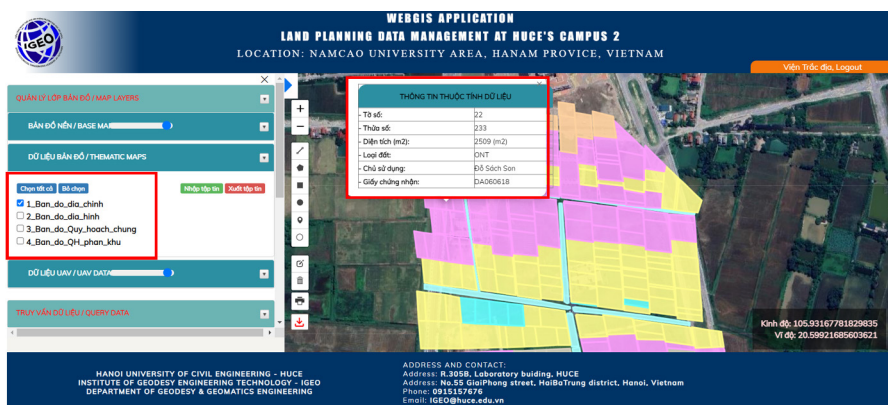 WEBGIS APPLICATION
LAND PLANNING DATA MANAGEMENT AT HUCE'S CAMPUS 2
LOCATION: NAMCAO UNIVERSITY AREA, HANAM PROVICE, VIETNAM
IGEO
Viện Trắc địa, Logout
QUẢN LÝ LỚP BẢN ĐỒ / MAP LAYERS
BẢN ĐỒ NỀN / BASE MA
DỮ LIỆU BẢN ĐỒ / THEMATIC MAPS
Chọn tất cả Bỏ chọn Nhập tập tin Xuất tập tin
1_Ban_do_dia_chinh
2_Ban_do_dia_hinh
3_Ban_do_Quy_hoach_chung
4_Ban_do_QH_phan_khu
DỮ LIỆU UAV / UAV DATA
TRUY VẤN DỮ LIỆU / QUERY DATA
THÔNG TIN THUỘC TÍNH DỮ LIỆU
- Tờ số: 22
- Thửa số: 233
- Diện tích (m2): 2509 (m2)
- Loại đất: ONT
- Chủ sử dụng: Đỗ Sách Son
- Giấy chứng nhận: DA060618
Kinh độ: 105.93167781829835
Vĩ độ: 20.59921685603621
HANOI UNIVERSITY OF CIVIL ENGINEERING - HUCE
INSTITUTE OF GEODESY ENGINEERING TECHNOLOGY - IGEO
DEPARTMENT OF GEODESY & GEOMATICS ENGINEERING
ADDRESS AND CONTACT:
Address: R.305B, Laboratory buiding, HUCE
Address: No.55 GiaiPhong street, HaiBaTrung district, Hanoi, Vietnam
Phone: 0915157676
Email: IGEO@huce.edu.vn